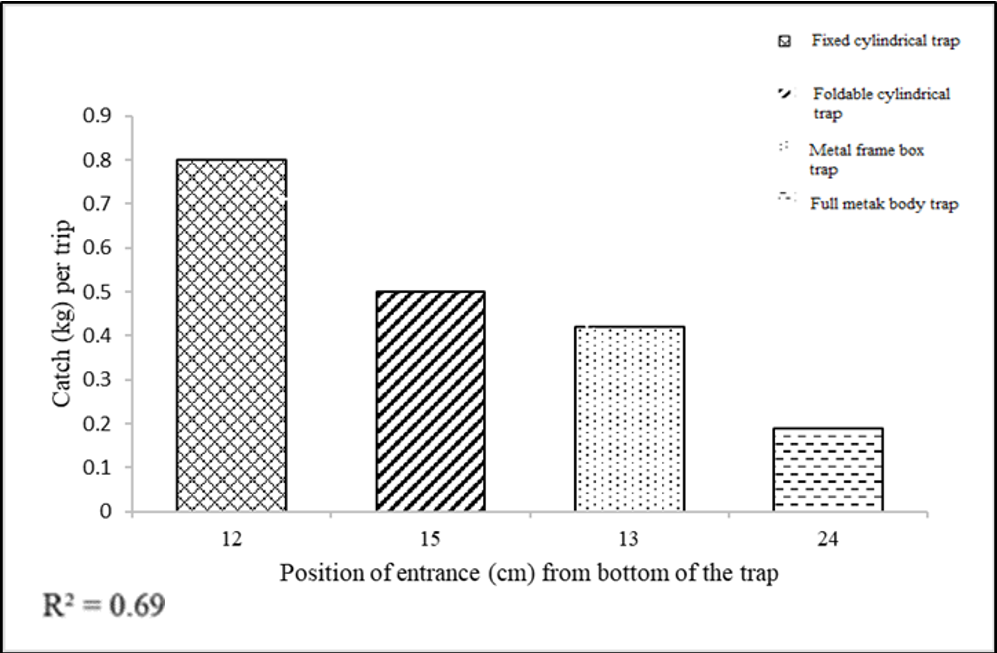 Fixed cylindrical trap
Foldable cylindrical
trap
Metal frame box
trap
Full metak body trap
0.9
0.8
0.7
0.6
0.5
0.4
0.3
0.2
0.1
0
Catch (kg) per trip
12 15 13 24
Position of entrance (cm) from bottom of the trap
R² = 0.69